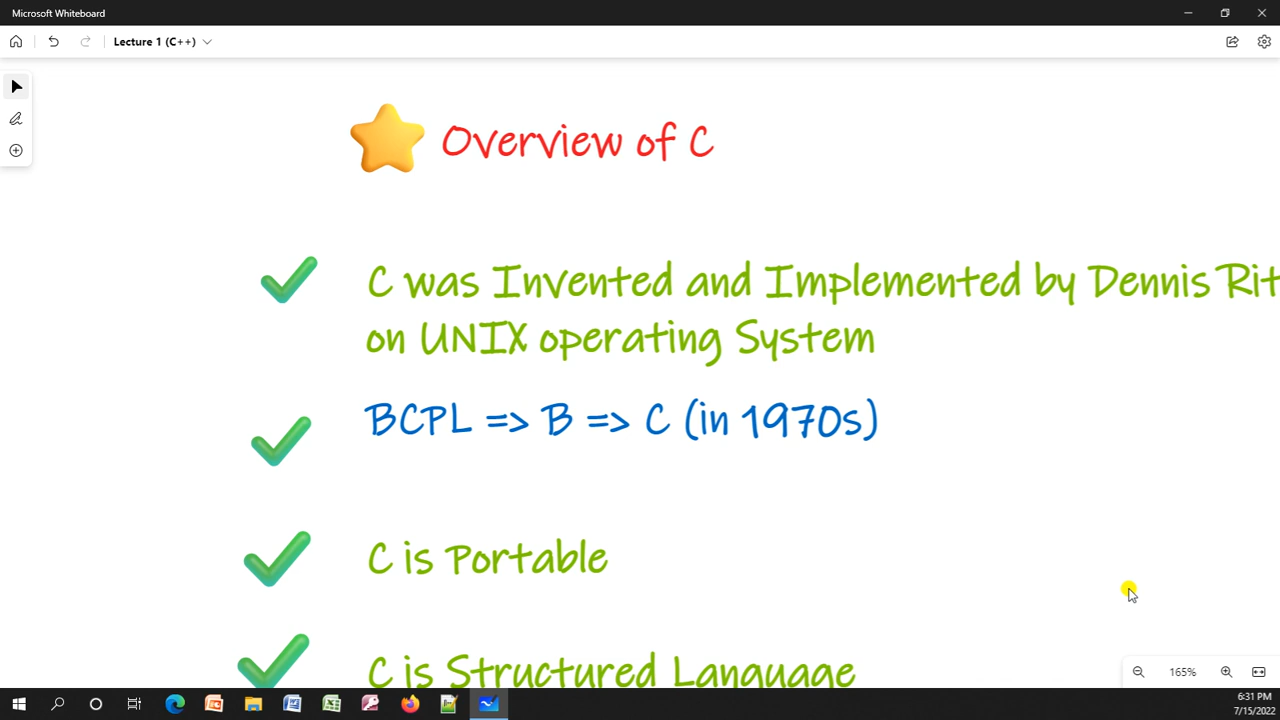 Microsoft Whiteboard
Lecture 1 (C++)
Overview of C
C was Invented and Implemented by Dennis Rit
on UNIX operating System
BCPL => B => C (in 1970s)
C is Portable
C is Structured Language
165%
6:31 PM
7/15/2022